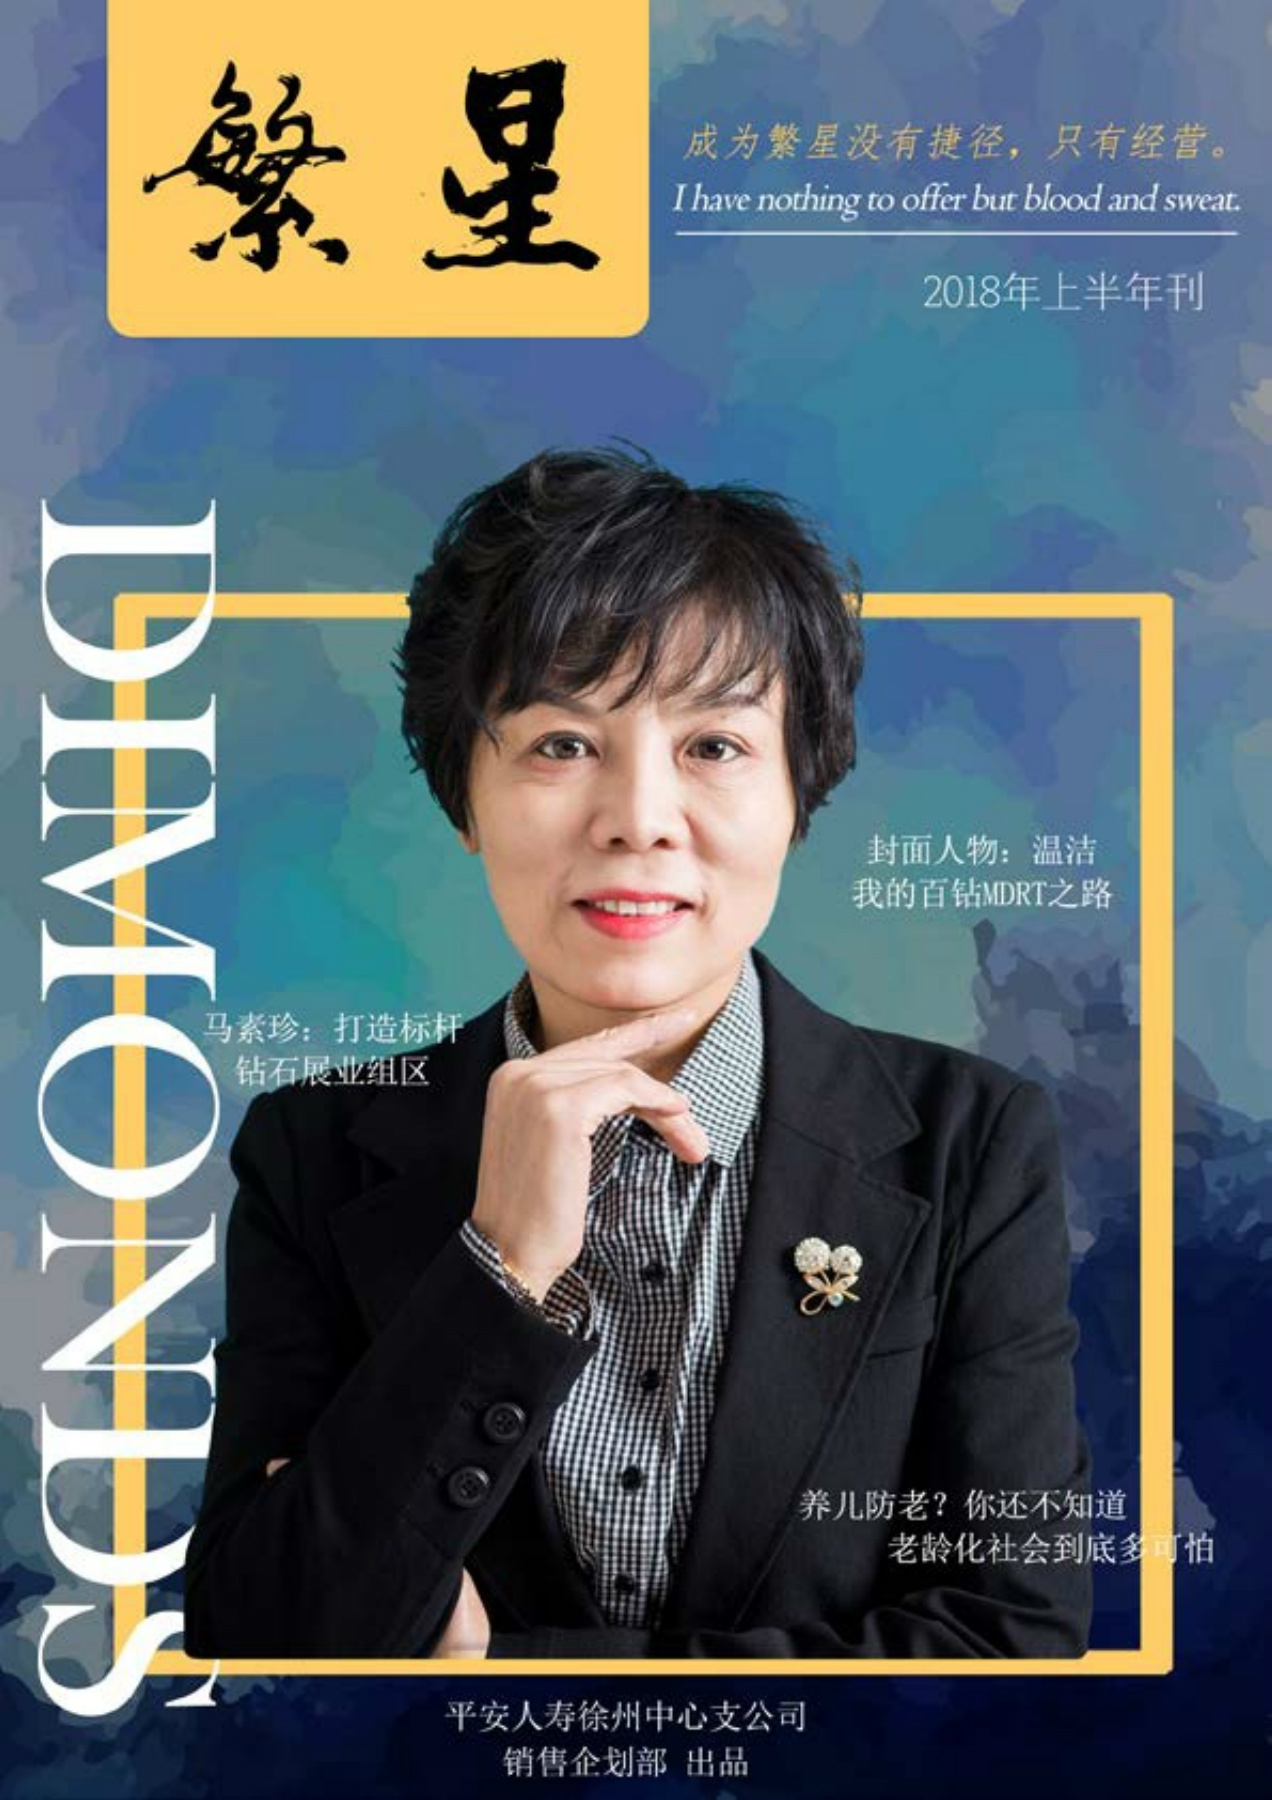 繁星
成为繁星没有捷径，只有经营。
I have nothing to offer but blood and sweat.
2018年上半年刊
DIMONDS
封面人物：温洁
我的百钻MDRT之路
马素珍：打造标杆
钻石展业组区
养儿防老？你还不知道
老龄化社会到底多可怕
平安人寿徐州中心支公司
销售企划部 出品